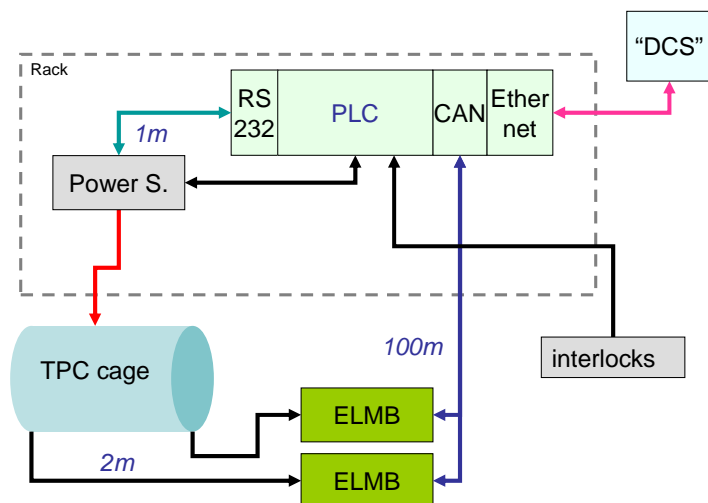 “DCS”
Rack
RS
232
PLC
CAN
Ether
net
1m
Power S.
100m
interlocks
TPC cage
ELMB
2m
ELMB